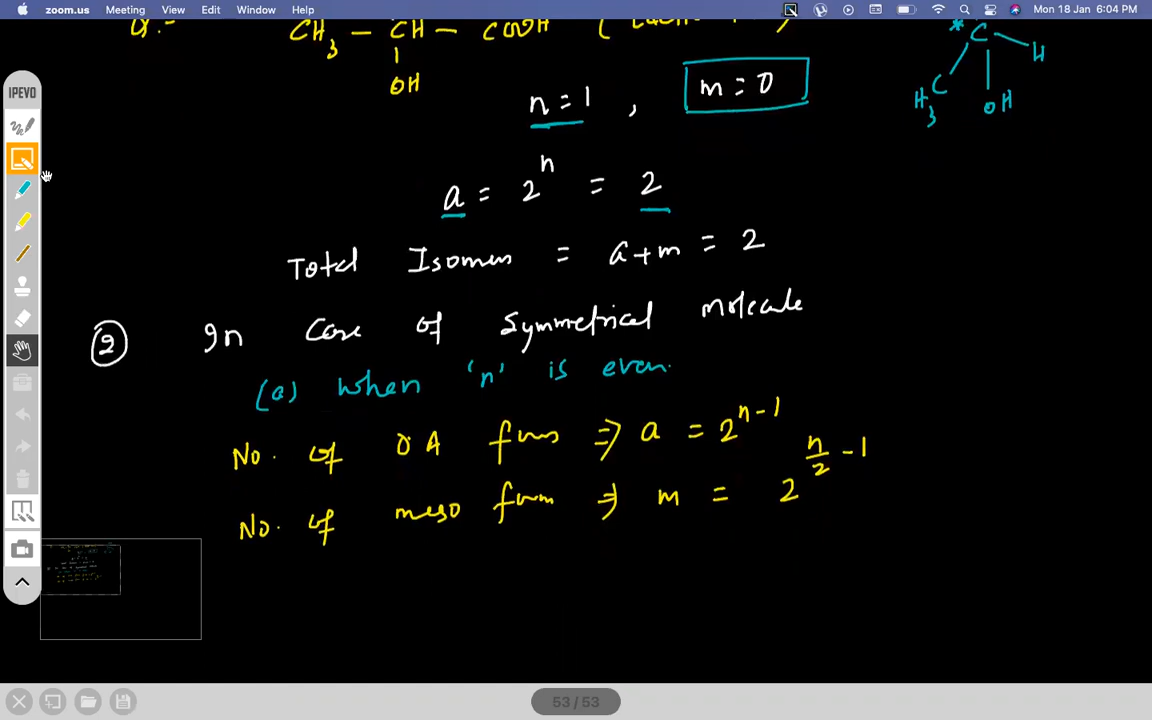 zoom.us Meeting View Edit Window Help Mon 18 Jan 6:04 PM
IPEVO
CH3 — CH — COOH (
OH
* C H
H3C OH
n = 1 , m = 0
a = 2^n = 2
Total Isomers = a+m = 2
② In Case of Symmetrical molecule
(a) when 'n' is even.
No. of OA forms ⇒ a = 2^n-1
No. of meso form ⇒ m = 2^n/2 -1
53 / 53